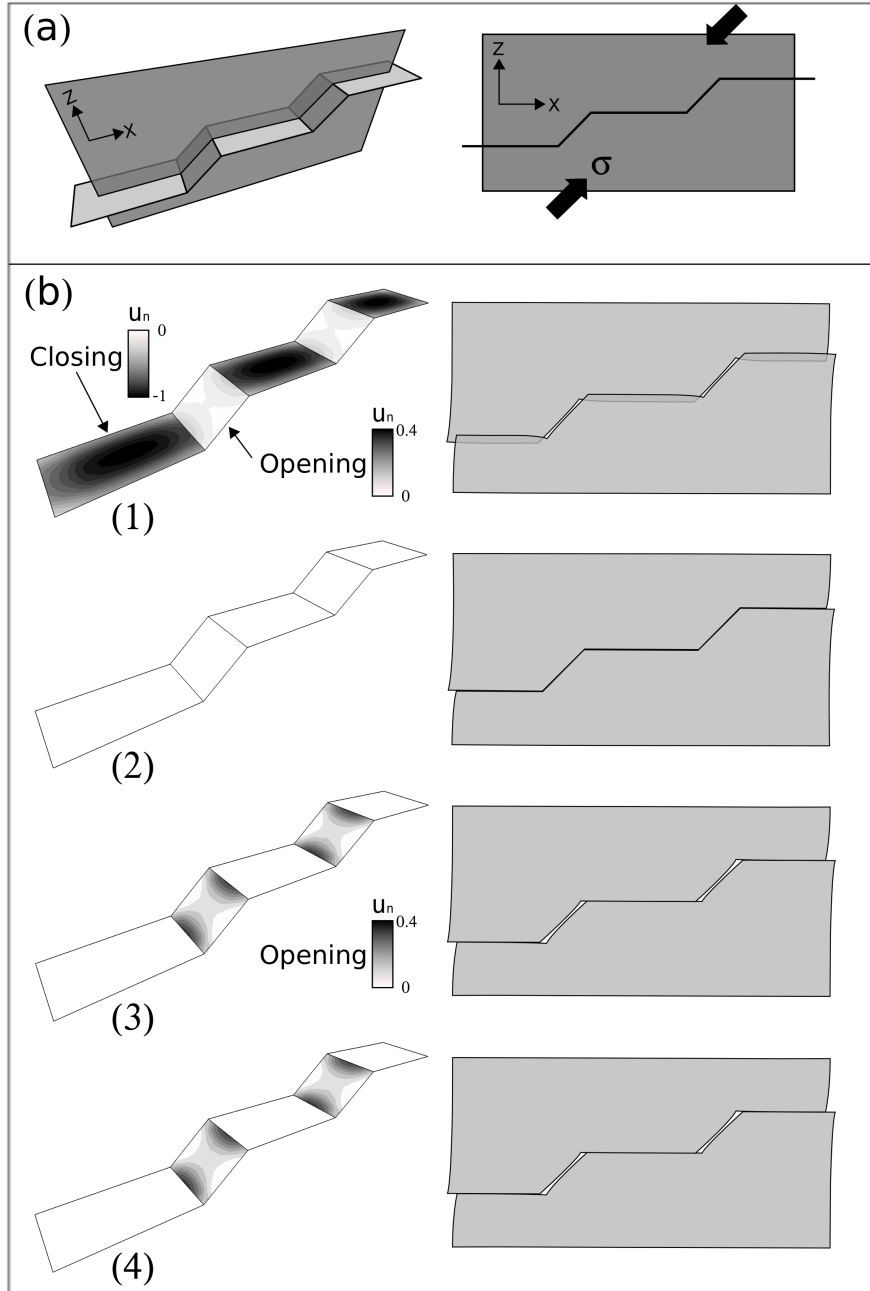 (a)
Z
X
Z
X
σ
(b)
un
0
-1
Closing
un
0.4
0
Opening
(1)
(2)
un
0.4
0
Opening
(3)
(4)